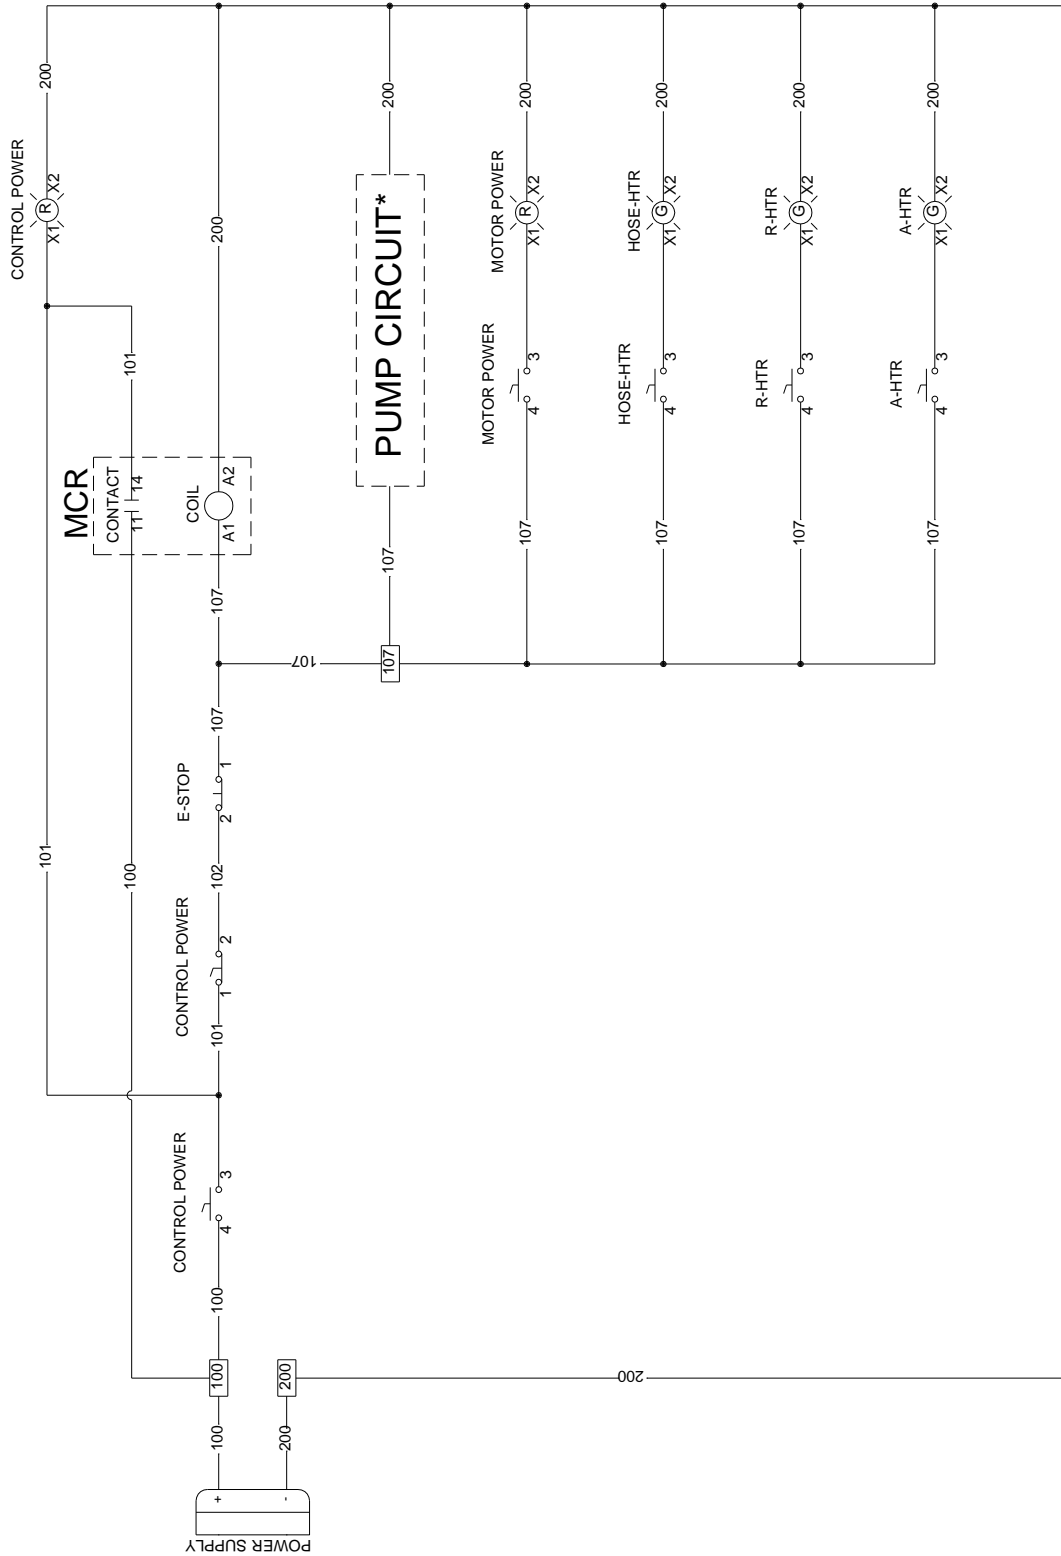 CONTROL POWER
101
X1
R
X2
200
MCR
CONTACT
100
11
14
101
POWER SUPPLY
+
-
100
100
100
CONTROL POWER
4
3
101
CONTROL POWER
1
2
102
E-STOP
2
1
107
107
COIL
A1
A2
200
200
200
200
107
107
107
PUMP CIRCUIT*
200
107
MOTOR POWER
4
3
MOTOR POWER
X1
R
X2
200
107
HOSE-HTR
4
3
HOSE-HTR
X1
G
X2
200
107
R-HTR
4
3
R-HTR
X1
G
X2
200
107
A-HTR
4
3
A-HTR
X1
G
X2
200